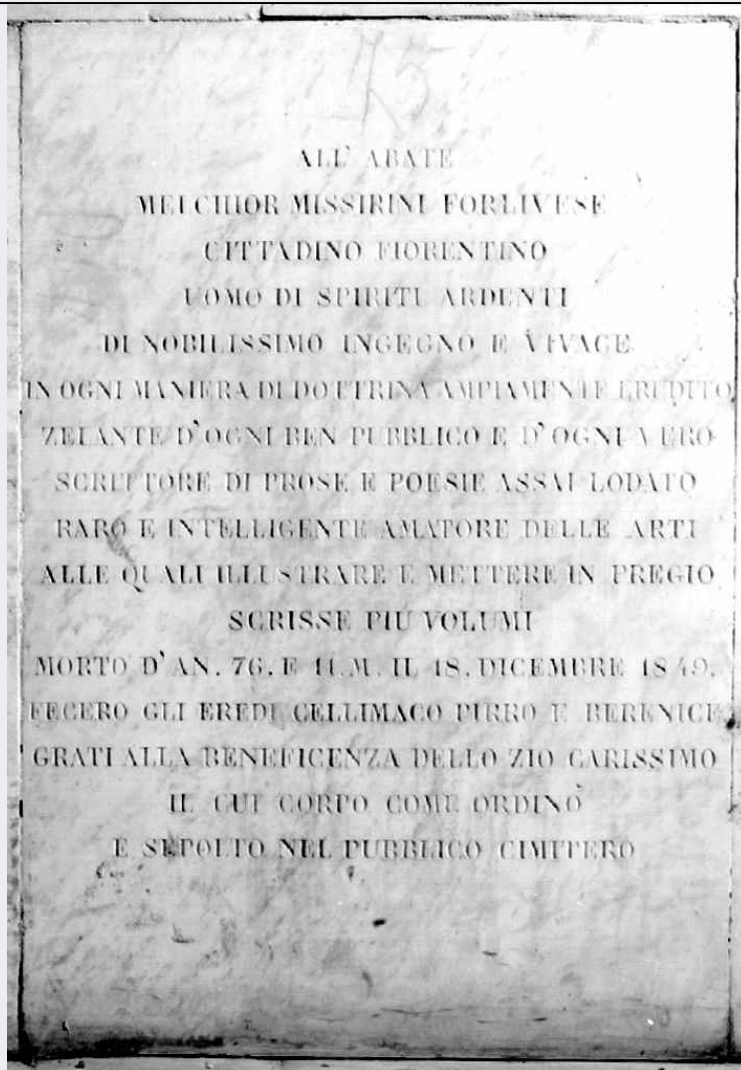 75
ALL' ABATE
MELCHIOR MISSIRINI FORLIVESE
CITTADINO FIORENTINO
UOMO DI SPIRITI ARDENTI
DI NOBILISSIMO INGEGNO E VIVACE
IN OGNI MANIERA DI DOTTRINA AMPIAMENTE ERUDITO
ZELANTE D'OGNI BEN PUBBLICO E D'OGNI VERO
SCRITTORE DI PROSE E POESIE ASSAI LODATO
RARO E INTELLIGENTE AMATORE DELLE ARTI
ALLE QUALI ILLUSTRARE E METTERE IN PREGIO
SCRISSE PIU VOLUMI
MORTO D'AN. 76. E 11. M. IL 18. DICEMBRE 1849.
FECERO GLI EREDI CELLIMACO PIRRO E BERENICE
GRATI ALLA BENEFICENZA DELLO ZIO CARISSIMO
IL CUI CORPO COME ORDINÒ
E SEPOLTO NEL PUBBLICO CIMITERO